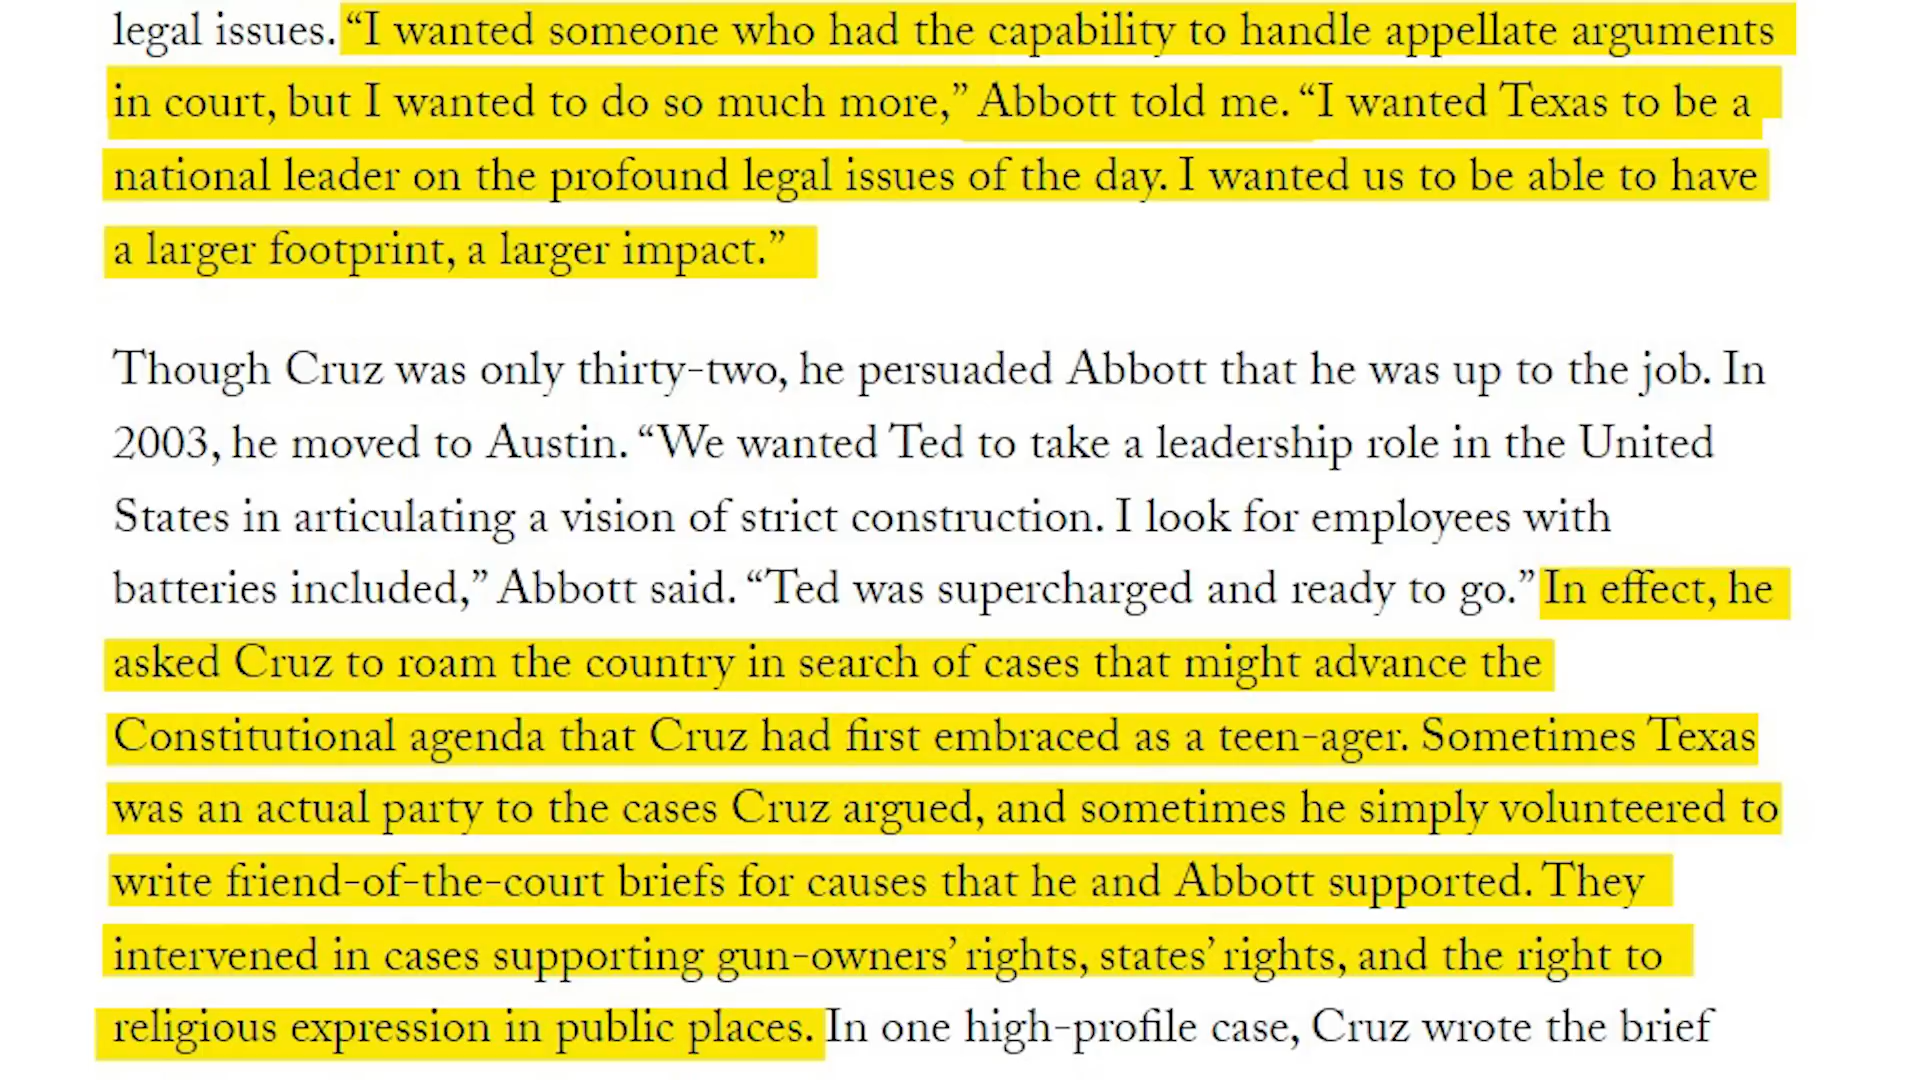 legal issues. “I wanted someone who had the capability to handle appellate arguments
in court, but I wanted to do so much more,” Abbott told me. “I wanted Texas to be a
national leader on the profound legal issues of the day. I wanted us to be able to have
a larger footprint, a larger impact.”
Though Cruz was only thirty-two, he persuaded Abbott that he was up to the job. In
2003, he moved to Austin. “We wanted Ted to take a leadership role in the United
States in articulating a vision of strict construction. I look for employees with
batteries included,” Abbott said. “Ted was supercharged and ready to go.” In effect, he
asked Cruz to roam the country in search of cases that might advance the
Constitutional agenda that Cruz had first embraced as a teen-ager. Sometimes Texas
was an actual party to the cases Cruz argued, and sometimes he simply volunteered to
write friend-of-the-court briefs for causes that he and Abbott supported. They
intervened in cases supporting gun-owners’ rights, states’ rights, and the right to
religious expression in public places. In one high-profile case, Cruz wrote the brief